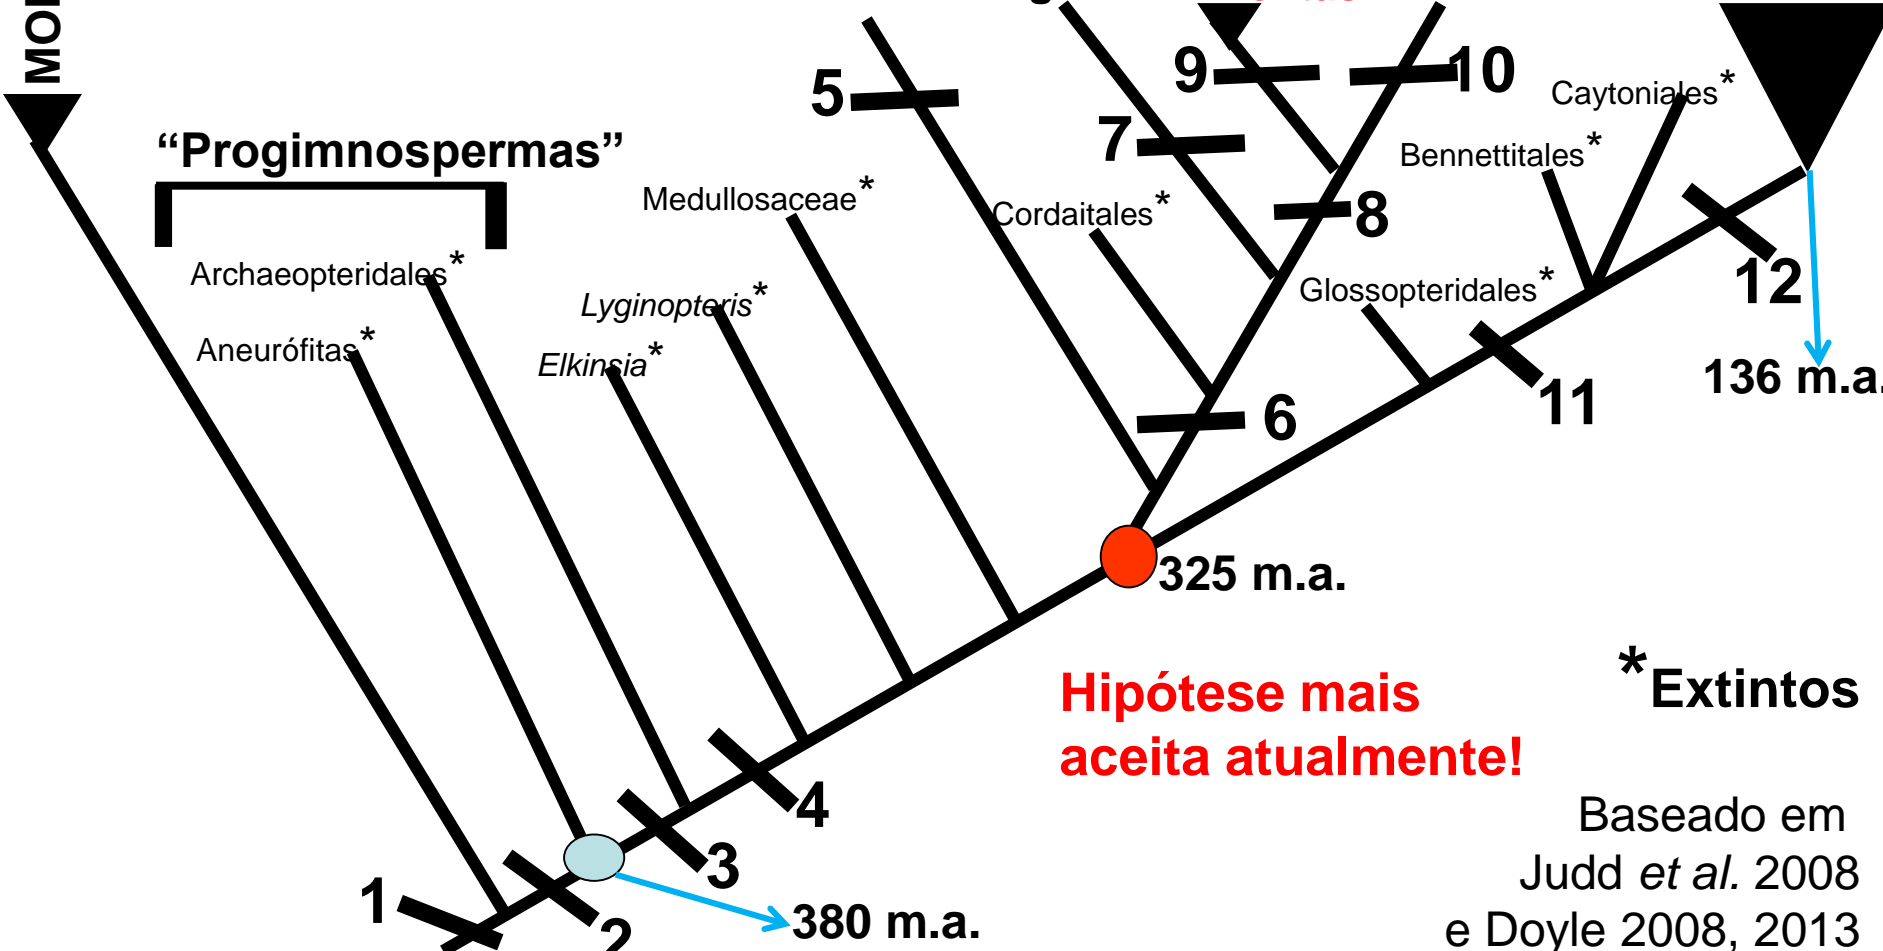 5
9
10
Caytoniales*
“Progimnospermas”
7
Bennettitales*
Medullosaceae*
Cordaitales*
8
Archaeopteridales*
Lyginopteris*
Glossopteridales*
12
Aneurófitas*
Elkinsia*
136 m.a.
11
6
325 m.a.
Hipótese mais
aceita atualmente!
*Extintos
4
3
Baseado em
Judd et al. 2008
e Doyle 2008, 2013
1
2
380 m.a.